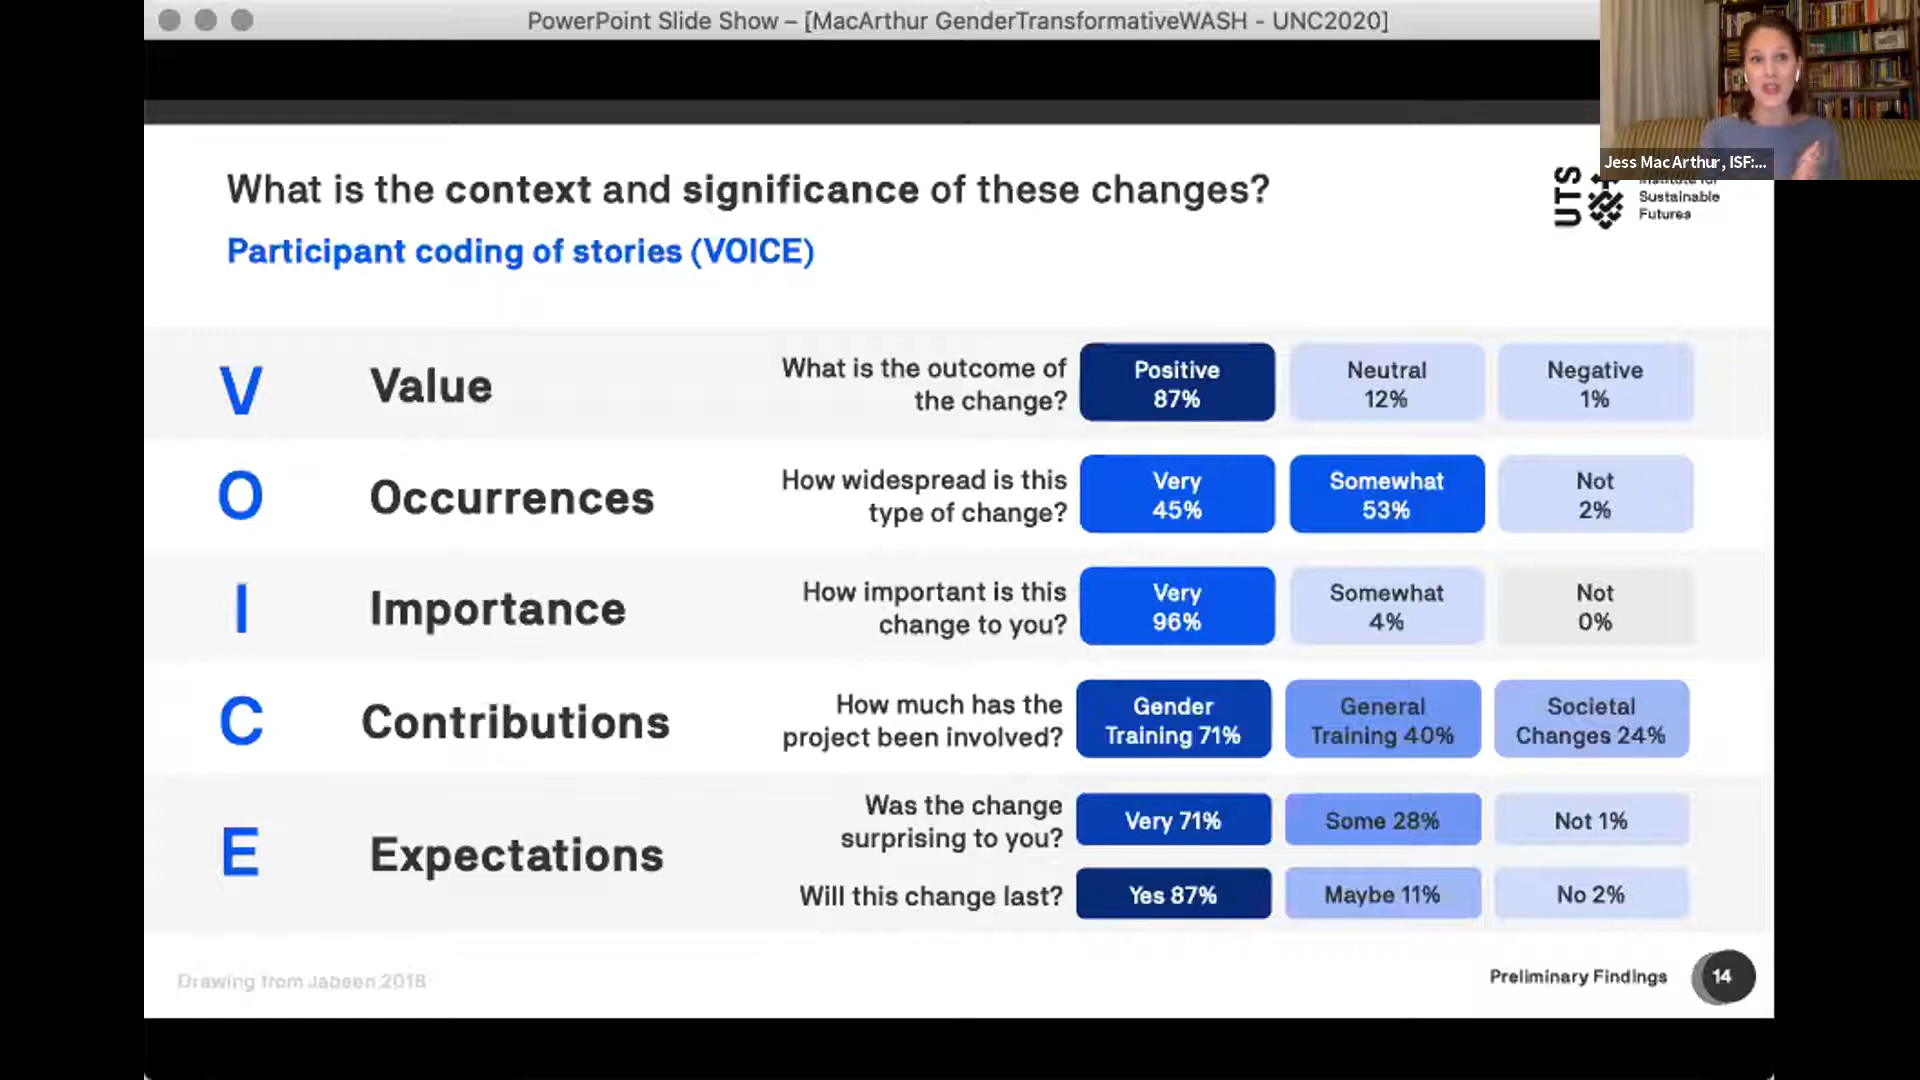 PowerPoint Slide Show – [MacArthur GenderTransformativeWASH - UNC2020]
Jess MacArthur, ISF:...
What is the context and significance of these changes?
Participant coding of stories (VOICE)
UTS
Institute for
Sustainable
Futures
V
Value
What is the outcome of
the change?
Positive
87%
Neutral
12%
Negative
1%
O
Occurrences
How widespread is this
type of change?
Very
45%
Somewhat
53%
Not
2%
I
Importance
How important is this
change to you?
Very
96%
Somewhat
4%
Not
0%
C
Contributions
How much has the
project been involved?
Gender
Training 71%
General
Training 40%
Societal
Changes 24%
E
Expectations
Was the change
surprising to you?
Very 71%
Some 28%
Not 1%
Will this change last?
Yes 87%
Maybe 11%
No 2%
Drawing from Jabeen 2018
Preliminary Findings
14